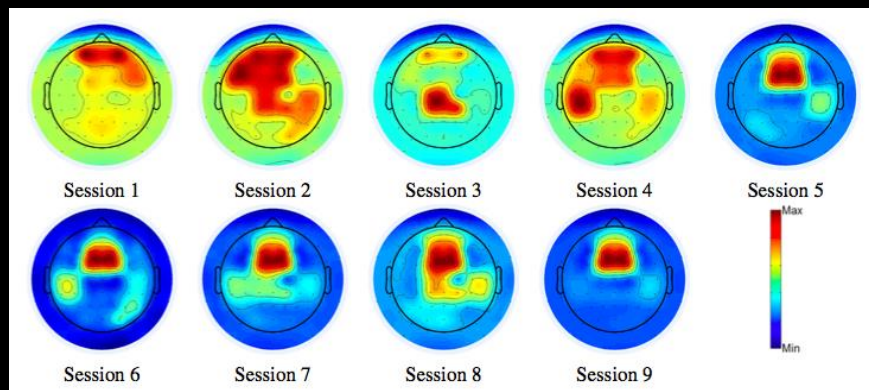 Session 1
Session 2
Session 3
Session 4
Session 5
Max
Min
Session 6
Session 7
Session 8
Session 9